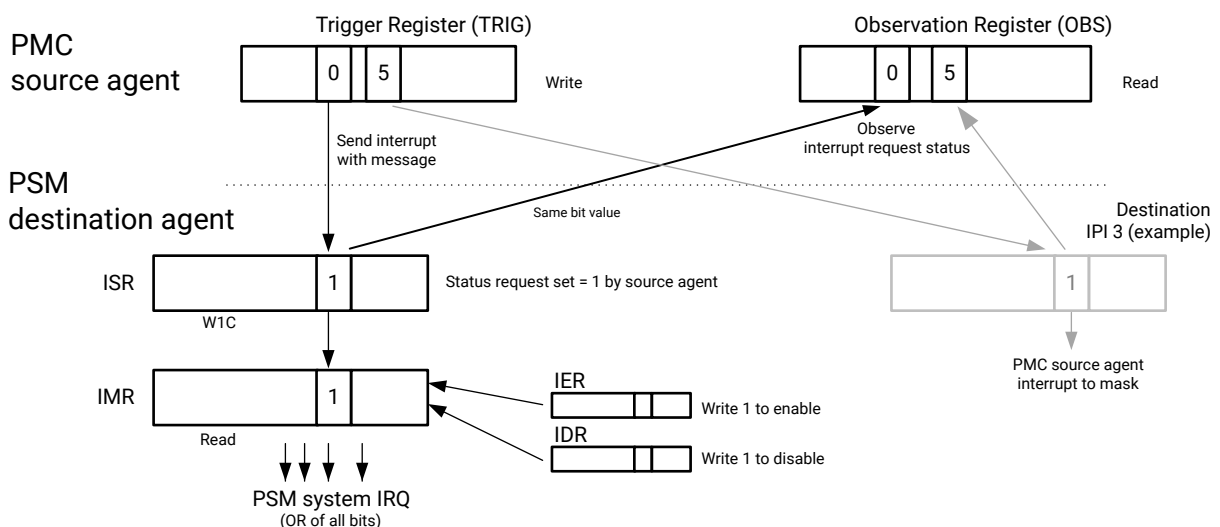 PMC
source agent
Trigger Register (TRIG)
0 5
Write
Observation Register (OBS)
0 5
Read
Send interrupt
with message
Observe
interrupt request status
PSM
destination agent
Same bit value
Destination
IPI 3 (example)
ISR
1
Status request set = 1 by source agent
W1C
1
PMC source agent
interrupt to mask
IMR
1
Read
IER
Write 1 to enable
IDR
Write 1 to disable
PSM system IRQ
(OR of all bits)